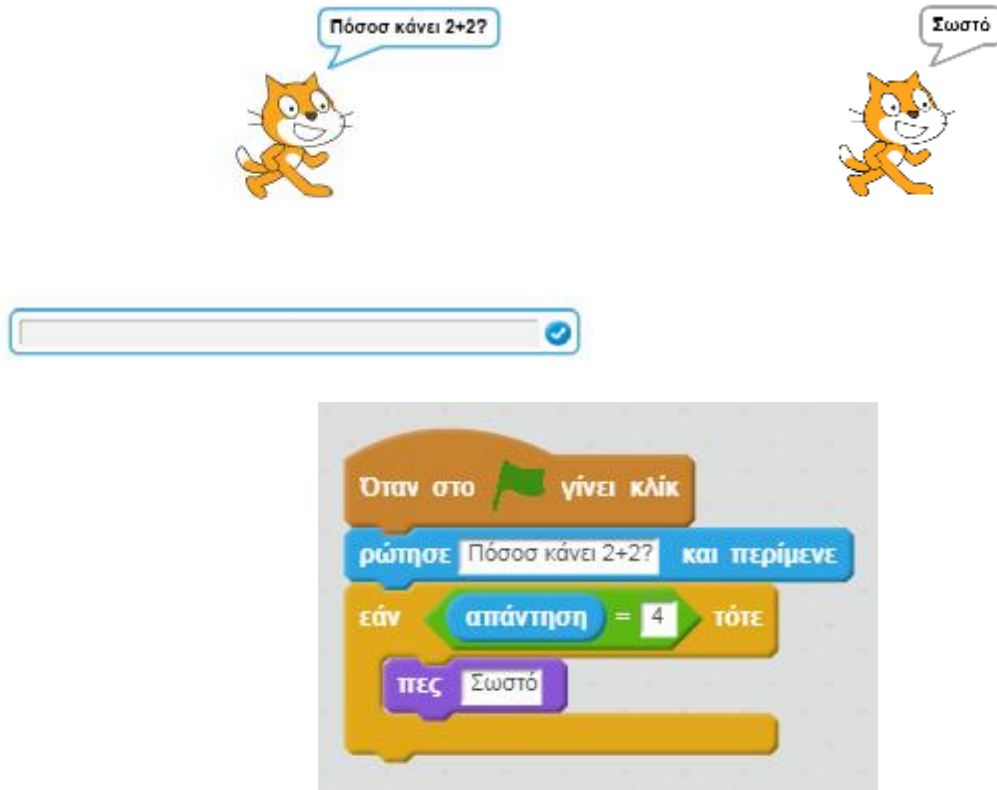 Πόσοσ κάνει 2+2?
Σωστό
Όταν στο γίνει κλίκ
ρώτησε Πόσοσ κάνει 2+2? και περίμενε
εάν απάντηση = 4 τότε
πες Σωστό